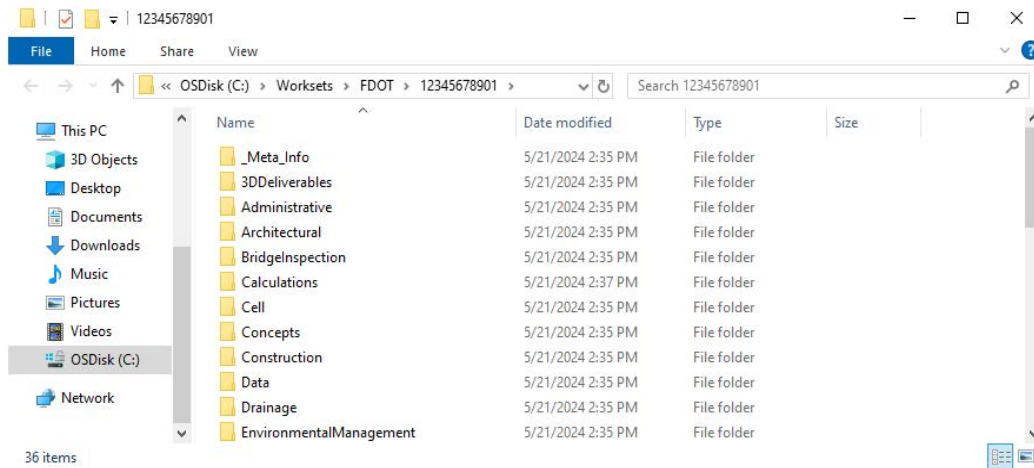 12345678901
File Home Share View
« OSDisk (C:) › Worksets › FDOT › 12345678901 › Search 12345678901
Name Date modified Type Size
This PC
3D Objects
Desktop
Documents
Downloads
Music
Pictures
Videos
OSDisk (C:)
Network
_Meta_Info 5/21/2024 2:35 PM File folder
3DDeliverables 5/21/2024 2:35 PM File folder
Administrative 5/21/2024 2:35 PM File folder
Architectural 5/21/2024 2:35 PM File folder
BridgeInspection 5/21/2024 2:35 PM File folder
Calculations 5/21/2024 2:37 PM File folder
Cell 5/21/2024 2:35 PM File folder
Concepts 5/21/2024 2:35 PM File folder
Construction 5/21/2024 2:35 PM File folder
Data 5/21/2024 2:35 PM File folder
Drainage 5/21/2024 2:35 PM File folder
EnvironmentalManagement 5/21/2024 2:35 PM File folder
36 items